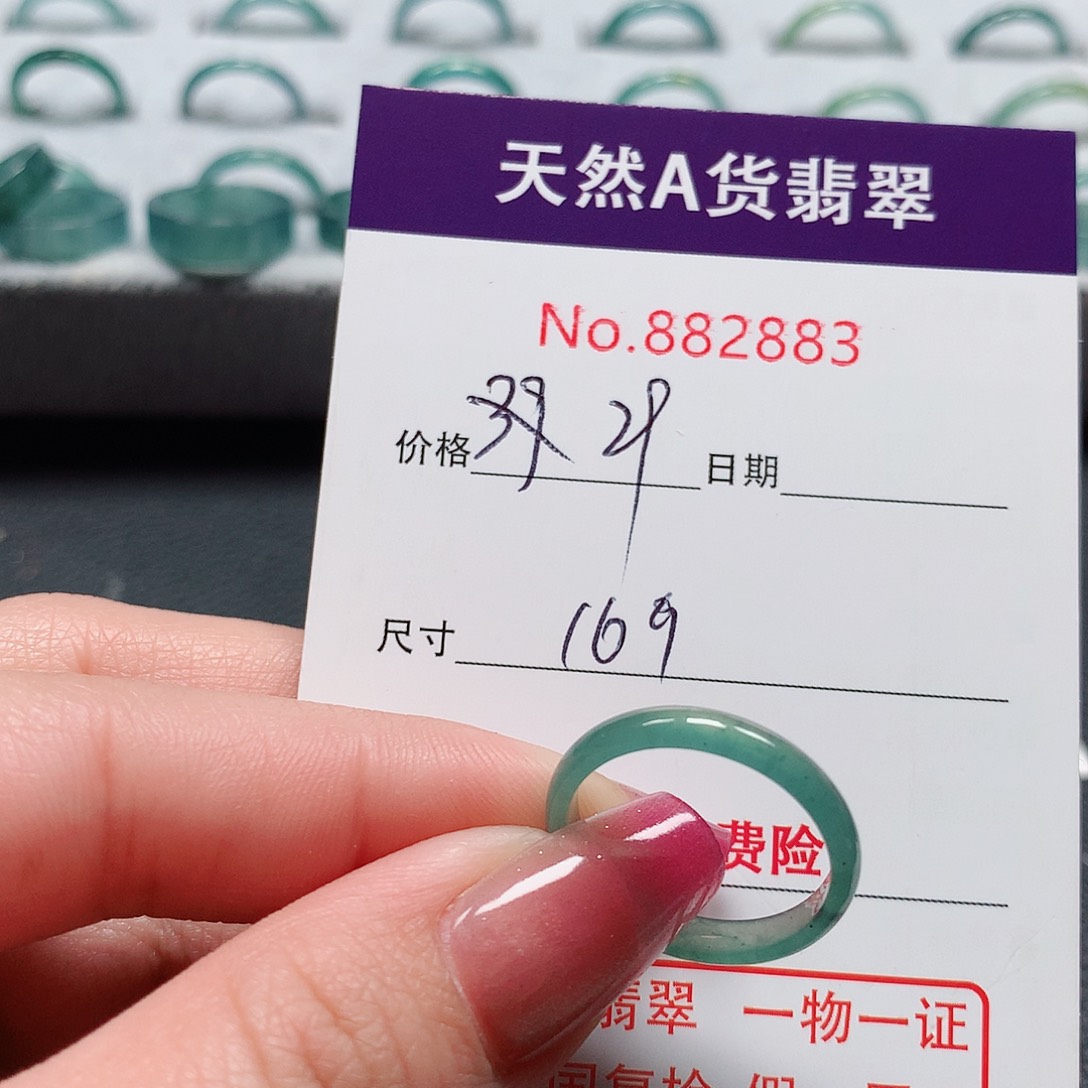 天然A货翡翠
No.882883
价格 日期
尺寸 169
费险
翡翠 一物一证